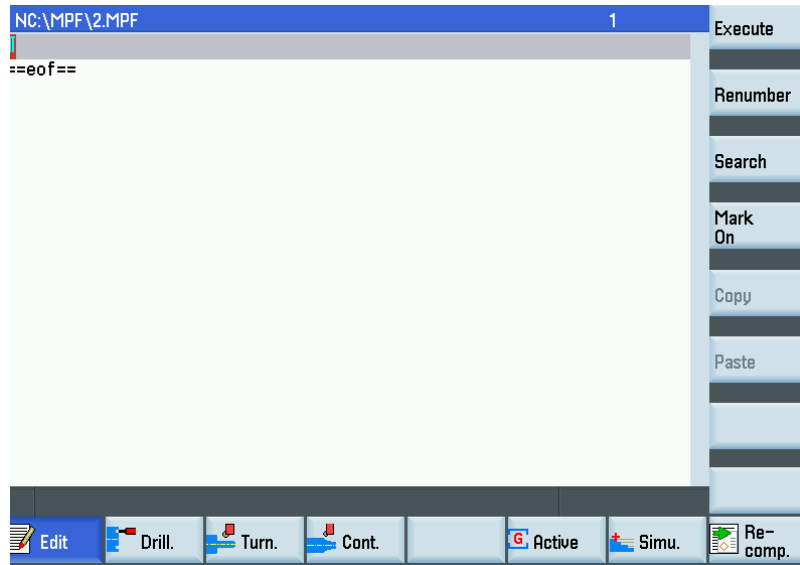 NC:\MPF\2.MPF 1
¶
==eof==
Execute
Renumber
Search
Mark
On
Copy
Paste
Edit
Drill.
Turn.
Cont.
G Active
Simu.
Re-
comp.